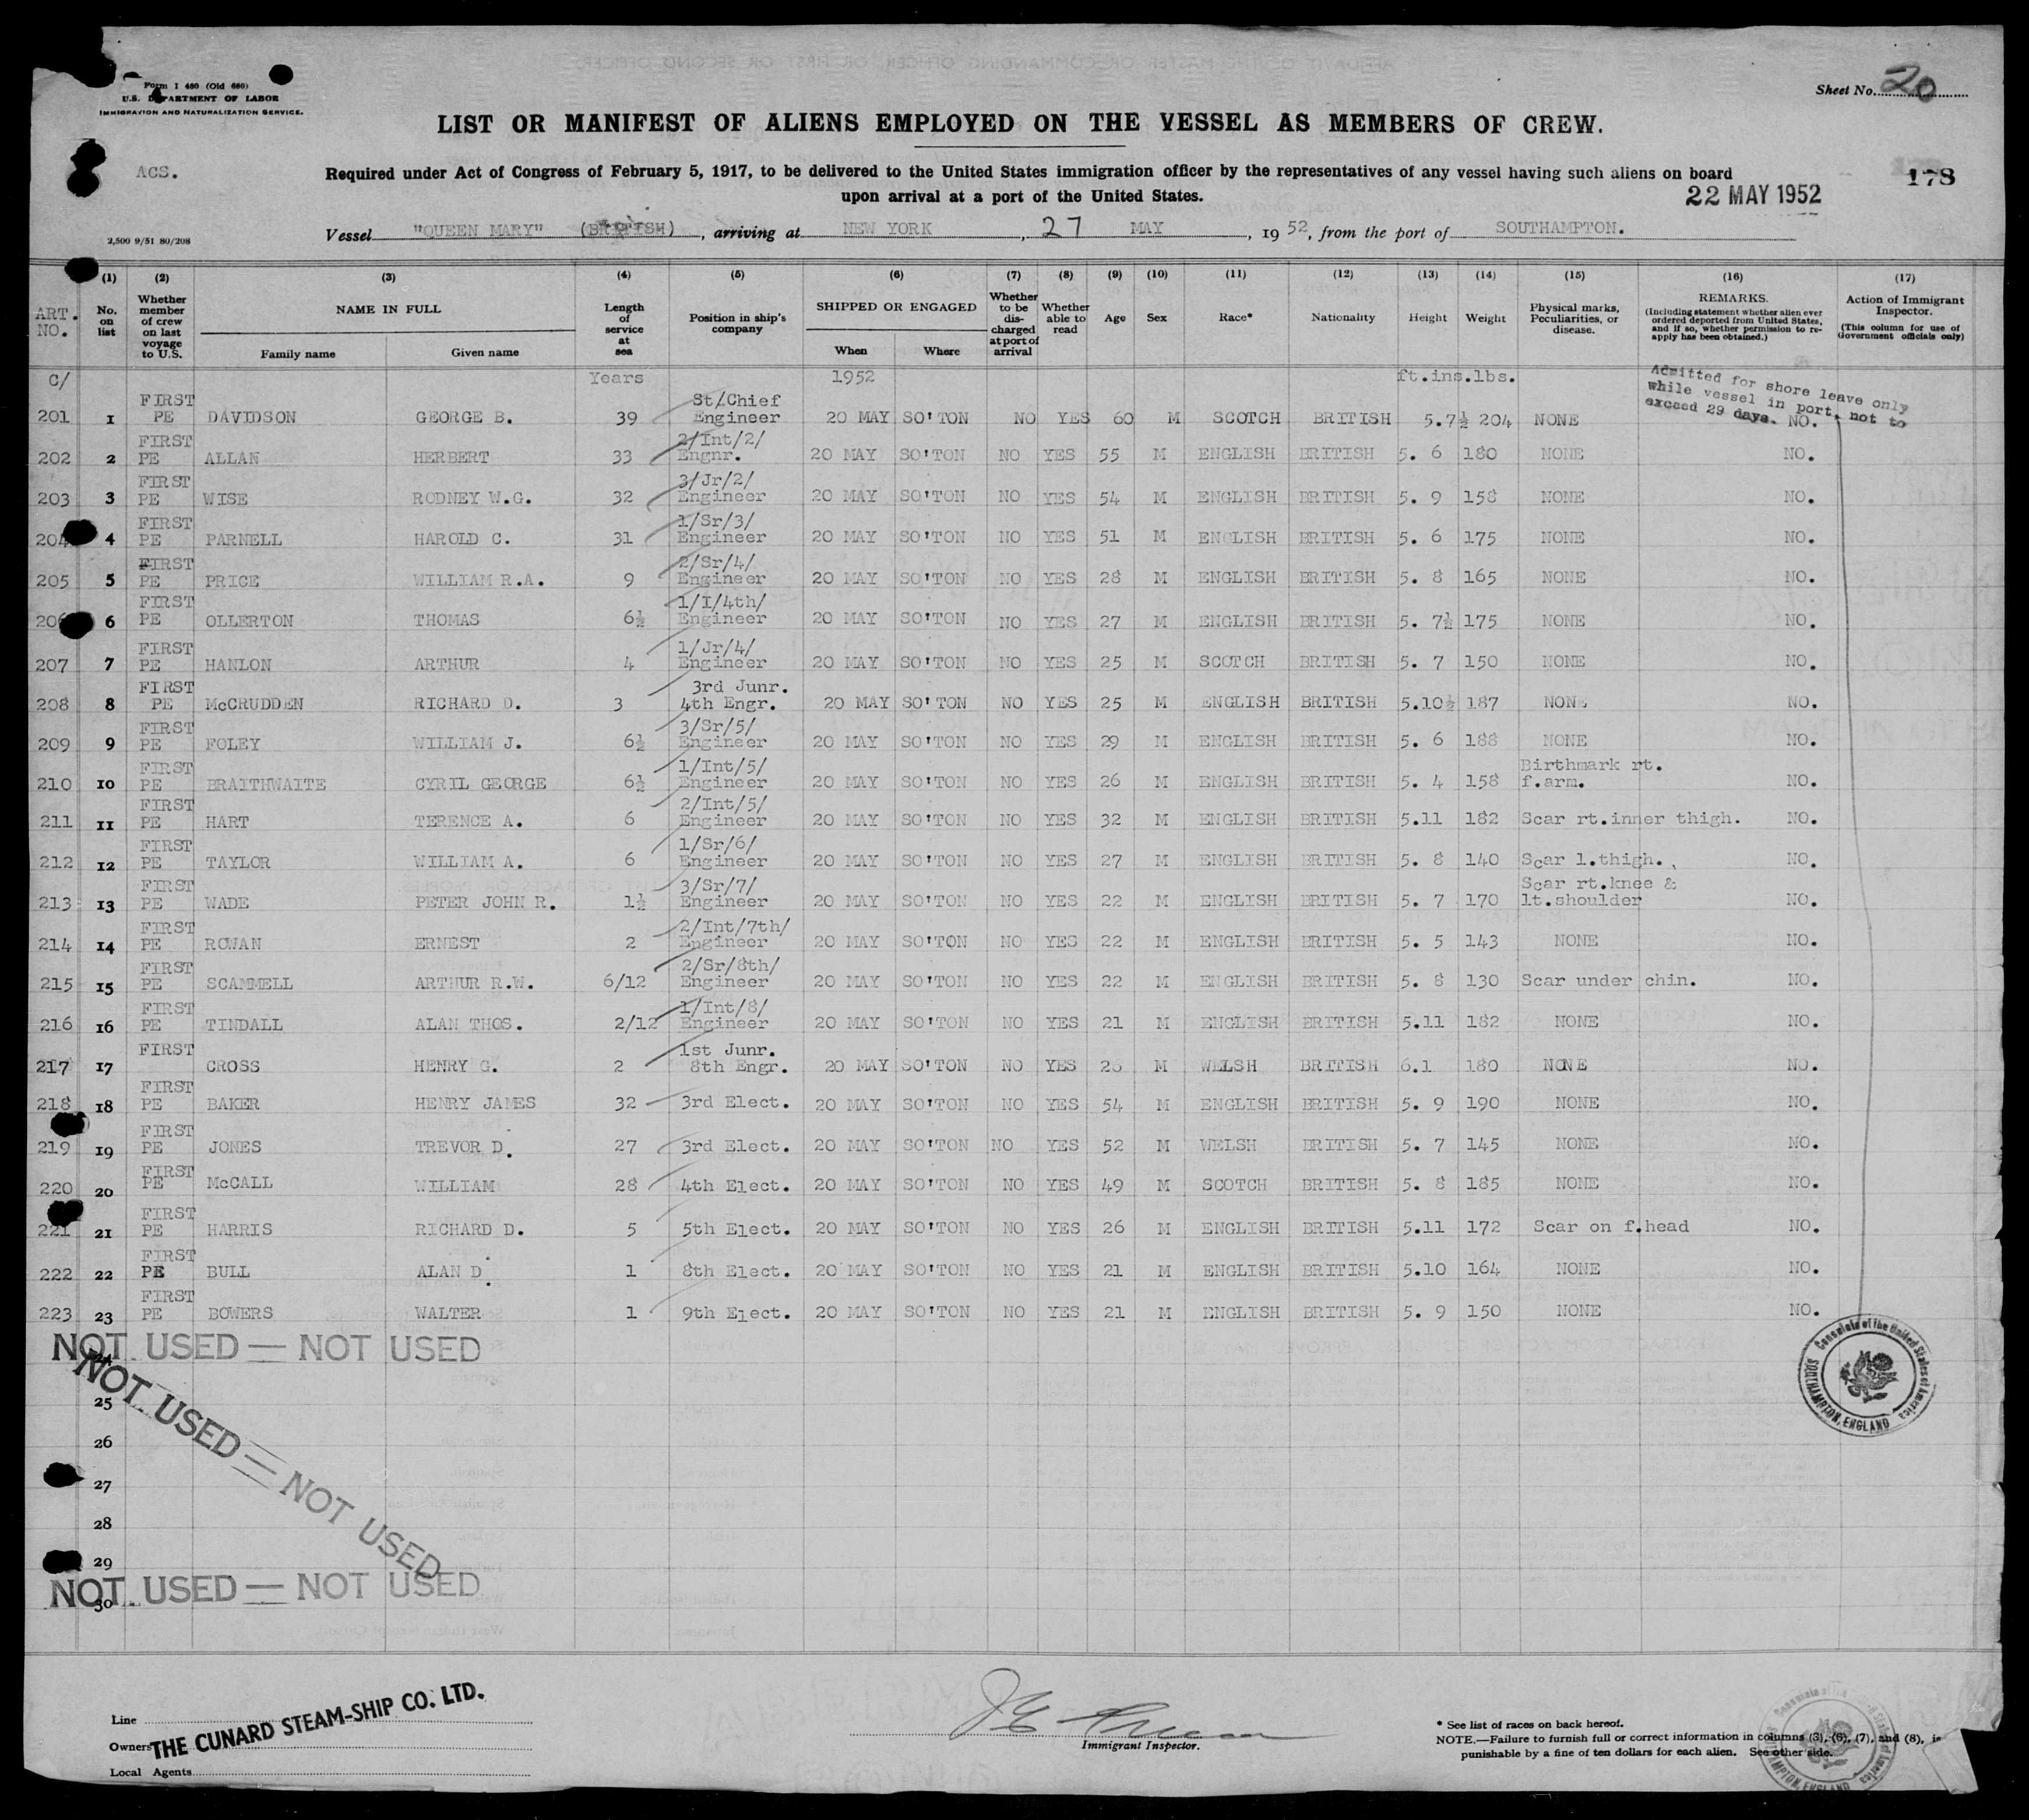 Form I 480 (Old 680)
U.S. DEPARTMENT OF LABOR
IMMIGRATION AND NATURALIZATION SERVICE.
Sheet No. 20
LIST OR MANIFEST OF ALIENS EMPLOYED ON THE VESSEL AS MEMBERS OF CREW.
ACS.
Required under Act of Congress of February 5, 1917, to be delivered to the United States immigration officer by the representatives of any vessel having such aliens on board
upon arrival at a port of the United States.
22 MAY 1952
178
2,500 9/51 80/208
Vessel "QUEEN MARY" (BRITISH), arriving at NEW YORK, 27 MAY, 1952, from the port of SOUTHAMPTON.
(1) (2) (3) (4) (5) (6) (7) (8) (9) (10) (11) (12) (13) (14) (15) (16) (17)
ART. NO. No. on list Whether member of crew on last voyage to U.S. NAME IN FULL Family name Given name Length of service at sea Position in ship's company SHIPPED OR ENGAGED When Where Whether to be discharged at port of arrival Whether able to read Age Sex Race* Nationality Height Weight Physical marks, Peculiarities, or disease. REMARKS. (Including statement whether alien ever ordered deported from United States, and if so, whether permission to re-apply has been obtained.) Action of Immigrant Inspector. (This column for use of Government officials only)
C/ Years 1952 ft.ins.lbs.
Admitted for shore leave only
while vessel in port, not to
exceed 29 days.
201 1 FIRST PE DAVIDSON GEORGE B. 39 St/Chief Engineer 20 MAY SO'TON NO YES 60 M SCOTCH BRITISH 5.7½ 204 NONE NO.
202 2 FIRST PE ALLAN HERBERT 33 2/Int/2/ Engnr. 20 MAY SO'TON NO YES 55 M ENGLISH BRITISH 5. 6 180 NONE NO.
203 3 FIRST PE WISE RODNEY W.G. 32 3/Jr/2/ Engineer 20 MAY SO'TON NO YES 54 M ENGLISH BRITISH 5. 9 158 NONE NO.
204 4 FIRST PE PARNELL HAROLD C. 31 1/Sr/3/ Engineer 20 MAY SO'TON NO YES 51 M ENGLISH BRITISH 5. 6 175 NONE NO.
205 5 FIRST PE PRICE WILLIAM R.A. 9 2/Sr/4/ Engineer 20 MAY SO'TON NO YES 28 M ENGLISH BRITISH 5. 8 165 NONE NO.
206 6 FIRST PE OLLERTON THOMAS 6½ 1/I/4th/ Engineer 20 MAY SO'TON NO YES 27 M ENGLISH BRITISH 5. 7½ 175 NONE NO.
207 7 FIRST PE HANLON ARTHUR 4 1/Jr/4/ Engineer 20 MAY SO'TON NO YES 25 M SCOTCH BRITISH 5. 7 150 NONE NO.
208 8 FIRST PE McCRUDDEN RICHARD D. 3 3rd Junr. 4th Engr. 20 MAY SO'TON NO YES 25 M ENGLISH BRITISH 5.10½ 187 NONE NO.
209 9 FIRST PE FOLEY WILLIAM J. 6½ 3/Sr/5/ Engineer 20 MAY SO'TON NO YES 29 M ENGLISH BRITISH 5. 6 188 NONE NO.
210 10 FIRST PE BRAITHWAITE CYRIL GEORGE 6½ 1/Int/5/ Engineer 20 MAY SO'TON NO YES 26 M ENGLISH BRITISH 5. 4 158 Birthmark rt. f.arm. NO.
211 11 FIRST PE HART TERENCE A. 6 2/Int/5/ Engineer 20 MAY SO'TON NO YES 32 M ENGLISH BRITISH 5.11 182 Scar rt.inner thigh. NO.
212 12 FIRST PE TAYLOR WILLIAM A. 6 1/Sr/6/ Engineer 20 MAY SO'TON NO YES 27 M ENGLISH BRITISH 5. 8 140 Scar l.thigh. NO.
213 13 FIRST PE WADE PETER JOHN R. 1½ 3/Sr/7/ Engineer 20 MAY SO'TON NO YES 22 M ENGLISH BRITISH 5. 7 170 Scar rt.knee & lt.shoulder NO.
214 14 FIRST PE ROWAN ERNEST 2 2/Int/7th/ Engineer 20 MAY SO'TON NO YES 22 M ENGLISH BRITISH 5. 5 143 NONE NO.
215 15 FIRST PE SCAMMELL ARTHUR R.W. 6/12 2/Sr/8th/ Engineer 20 MAY SO'TON NO YES 22 M ENGLISH BRITISH 5. 8 130 Scar under chin. NO.
216 16 FIRST PE TINDALL ALAN THOS. 2/12 1/Int/8/ Engineer 20 MAY SO'TON NO YES 21 M ENGLISH BRITISH 5.11 182 NONE NO.
217 17 FIRST CROSS HENRY G. 2 1st Junr. 8th Engr. 20 MAY SO'TON NO YES M WELSH BRITISH 6.1 180 NONE NO.
218 18 FIRST PE BAKER HENRY JAMES 32 3rd Elect. 20 MAY SO'TON NO YES 54 M ENGLISH BRITISH 5. 9 190 NONE NO.
219 19 FIRST PE JONES TREVOR D. 27 3rd Elect. 20 MAY SO'TON NO YES 52 M WELSH BRITISH 5. 7 145 NONE NO.
220 20 FIRST PE McCALL WILLIAM 28 4th Elect. 20 MAY SO'TON NO YES 49 M SCOTCH BRITISH 5. 8 185 NONE NO.
221 21 FIRST PE HARRIS RICHARD D. 5 5th Elect. 20 MAY SO'TON NO YES 26 M ENGLISH BRITISH 5.11 172 Scar on f.head NO.
222 22 FIRST PE BULL ALAN D. 1 8th Elect. 20 MAY SO'TON NO YES 21 M ENGLISH BRITISH 5.10 164 NONE NO.
223 23 FIRST PE BOWERS WALTER 1 9th Elect. 20 MAY SO'TON NO YES 21 M ENGLISH BRITISH 5. 9 150 NONE NO.
NOT USED — NOT USED
NOT USED — NOT USED
Consulate of the United States of America
SOUTHAMPTON, ENGLAND
25
26
27
28
29
NOT USED — NOT USED
30
Line
Owners THE CUNARD STEAM-SHIP CO. LTD.
Local Agents
Immigrant Inspector.
* See list of races on back hereof.
NOTE.—Failure to furnish full or correct information in columns (3), (6), (7), and (8), is
punishable by a fine of ten dollars for each alien. See other side.